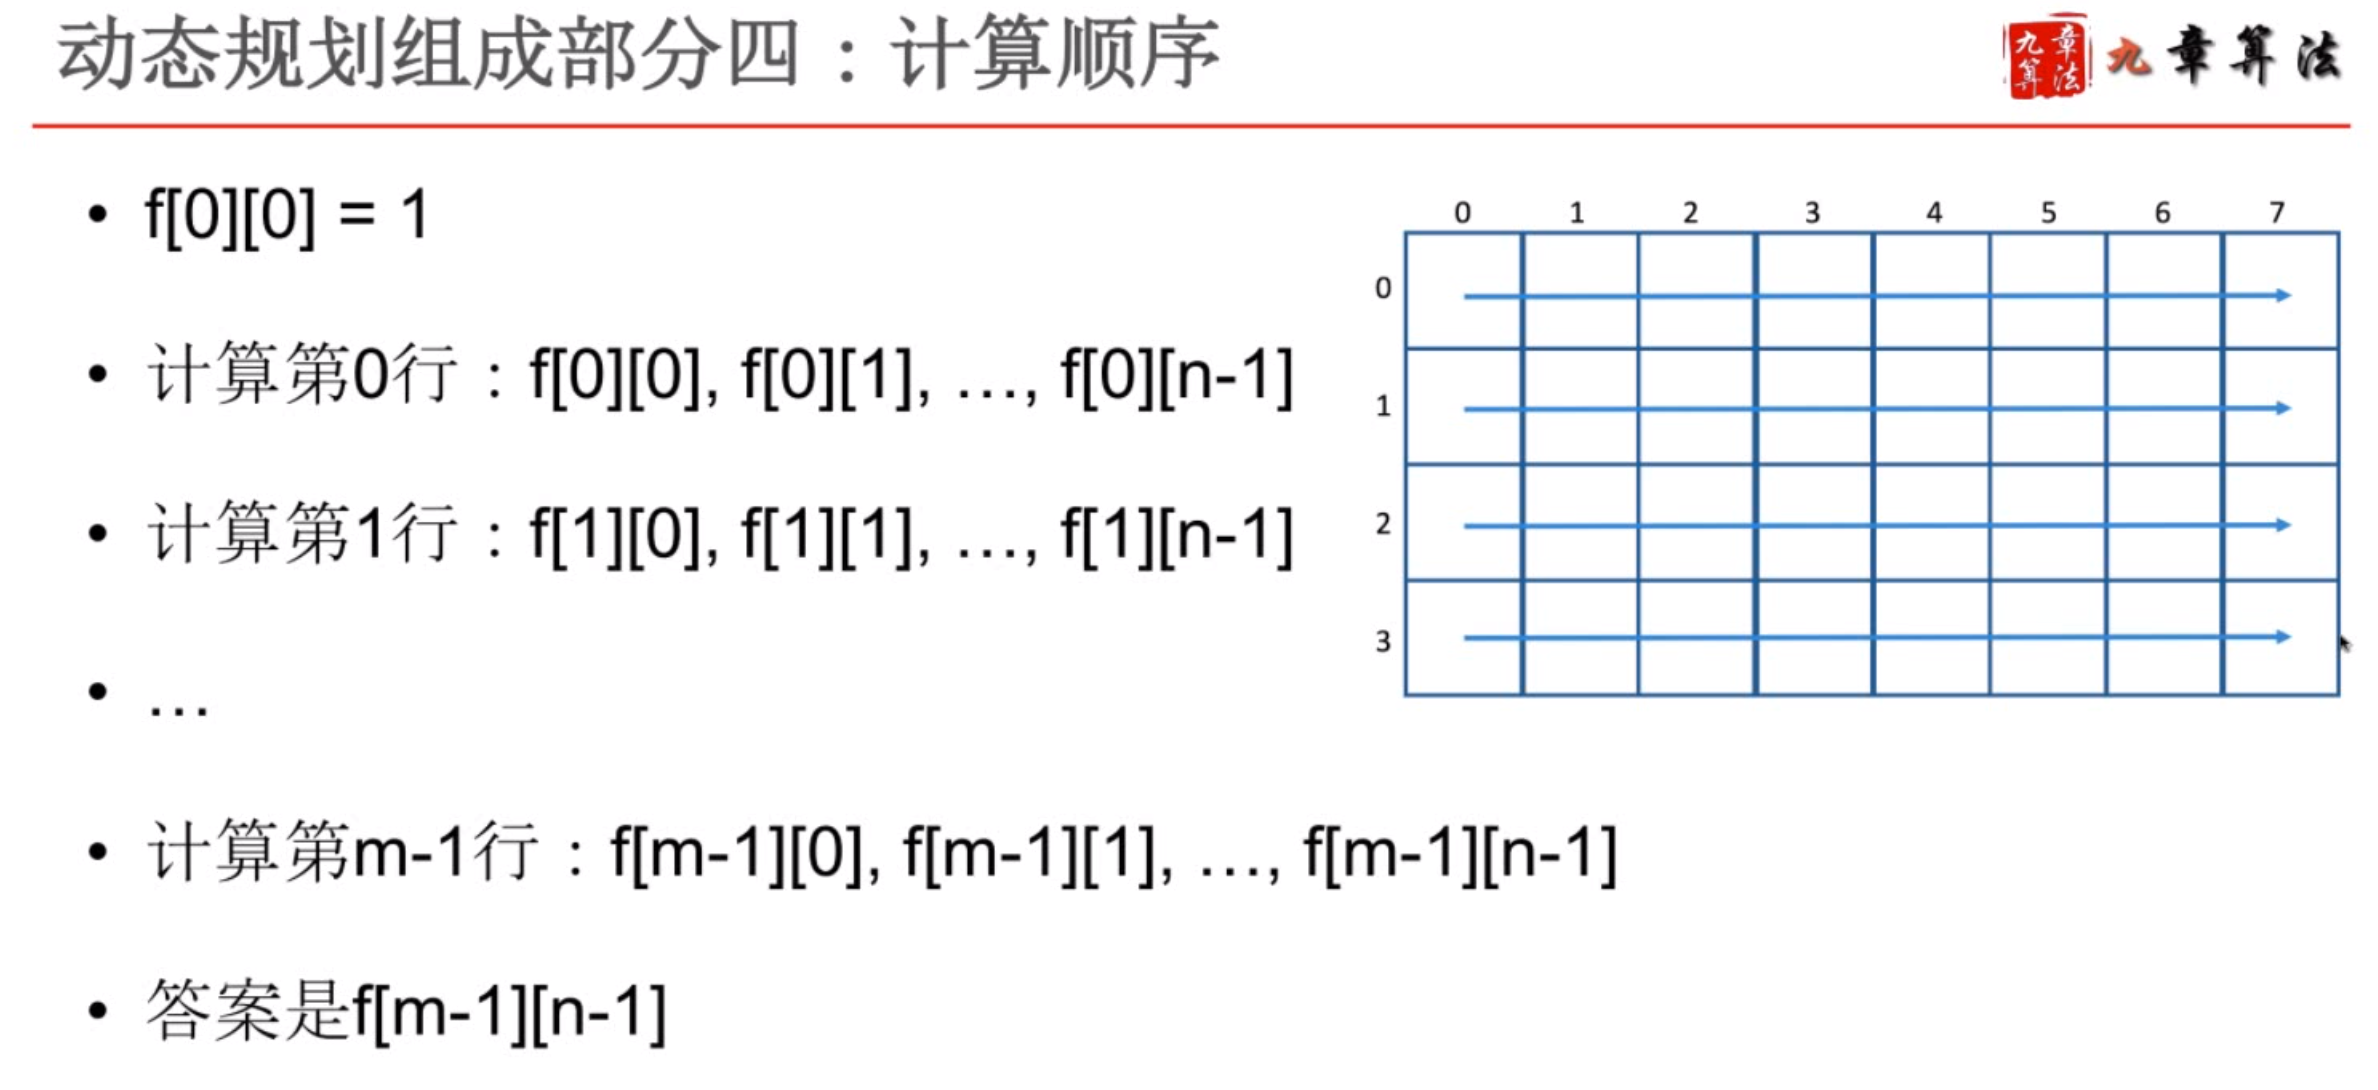 动态规划组成部分四：计算顺序
九章算法
九章算法
• f[0][0] = 1
• 计算第0行：f[0][0], f[0][1], …, f[0][n-1]
• 计算第1行：f[1][0], f[1][1], …, f[1][n-1]
• …
• 计算第m-1行：f[m-1][0], f[m-1][1], …, f[m-1][n-1]
• 答案是f[m-1][n-1]
0 1 2 3 4 5 6 7
0
1
2
3